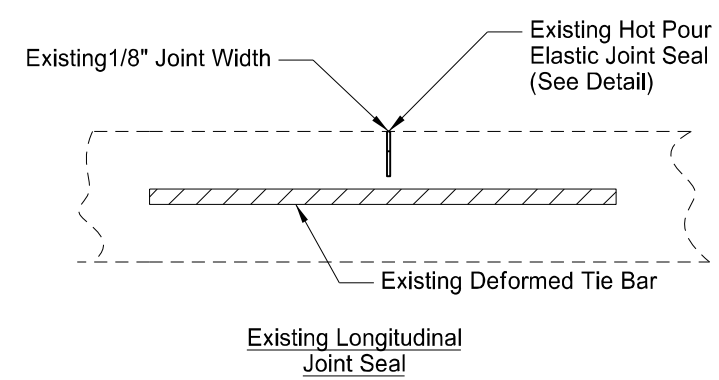 Existing Hot Pour
Elastic Joint Seal
(See Detail)
Existing1/8" Joint Width
Existing Deformed Tie Bar
Existing Longitudinal
Joint Seal